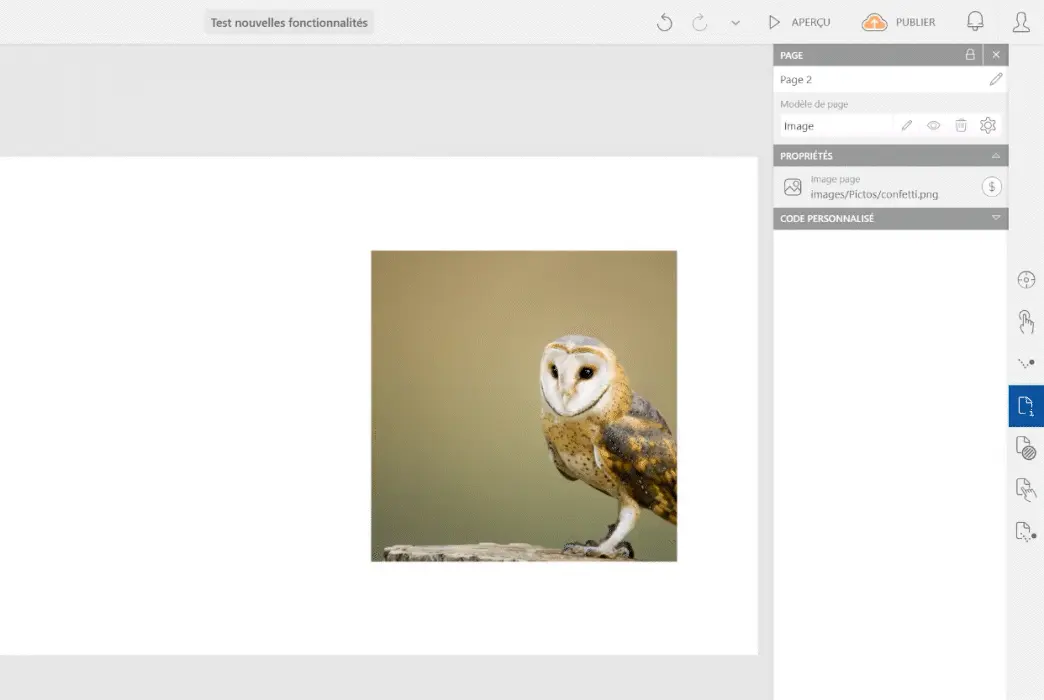 Test nouvelles fonctionnalités
APERÇU
PUBLIER
PAGE
Page 2
Modèle de page
Image
PROPRIÉTÉS
Image page
images/Pictos/confetti.png
$
CODE PERSONNALISÉ